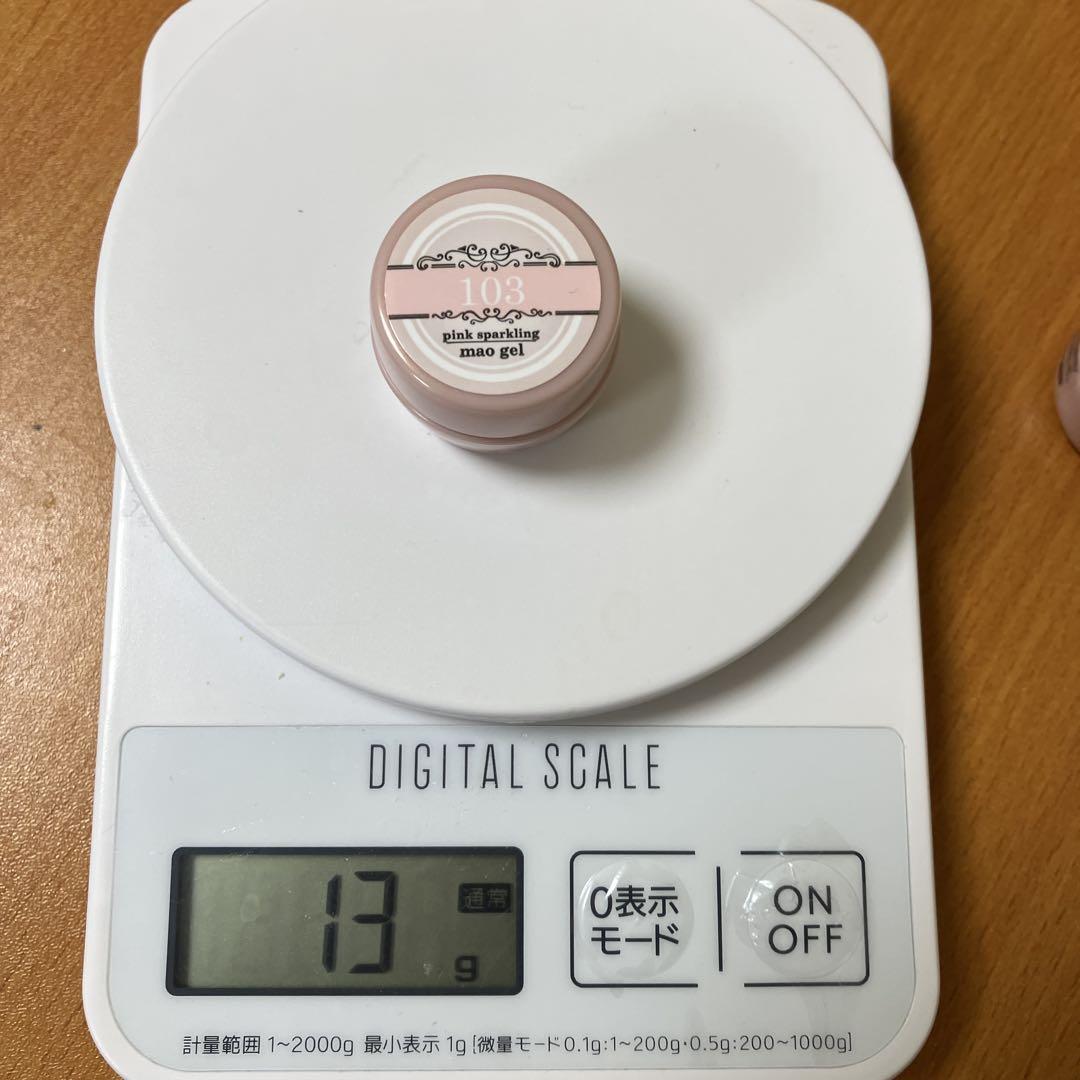 103
pink sparkling
mao gel
DIGITAL SCALE
13 通常 g
0表示
モード
ON
OFF
計量範囲 1~2000g 最小表示 1g [微量モード0.1g:1~200g・0.5g:200~1000g]